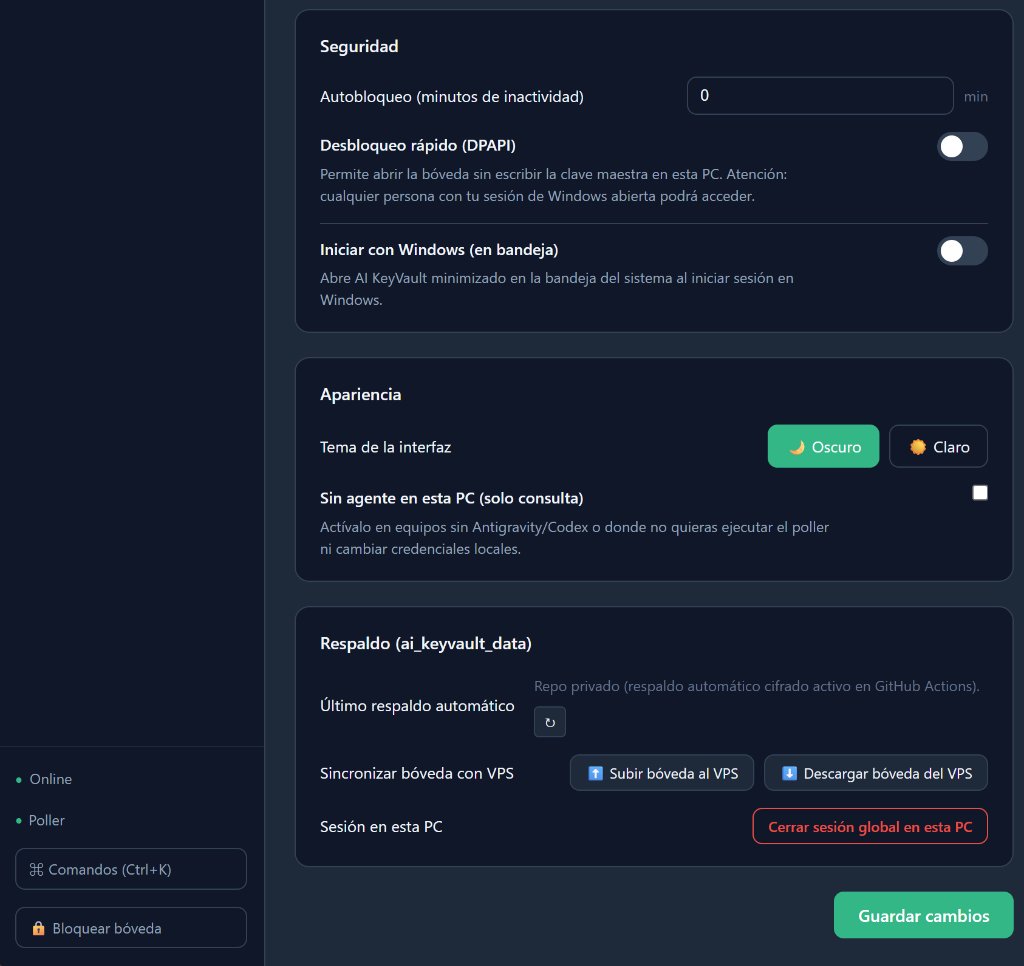 Seguridad
Autobloqueo (minutos de inactividad)
0
min
Desbloqueo rápido (DPAPI)
Permite abrir la bóveda sin escribir la clave maestra en esta PC. Atención:
cualquier persona con tu sesión de Windows abierta podrá acceder.
Iniciar con Windows (en bandeja)
Abre AI KeyVault minimizado en la bandeja del sistema al iniciar sesión en
Windows.
Apariencia
Tema de la interfaz
🌙 Oscuro
Claro
Sin agente en esta PC (solo consulta)
Actívalo en equipos sin Antigravity/Codex o donde no quieras ejecutar el poller
ni cambiar credenciales locales.
Respaldo (ai_keyvault_data)
Último respaldo automático
Repo privado (respaldo automático cifrado activo en GitHub Actions).
↻
Sincronizar bóveda con VPS
⬆️ Subir bóveda al VPS
⬇️ Descargar bóveda del VPS
Sesión en esta PC
Cerrar sesión global en esta PC
Guardar cambios
Online
Poller
⌘ Comandos (Ctrl+K)
🔒 Bloquear bóveda